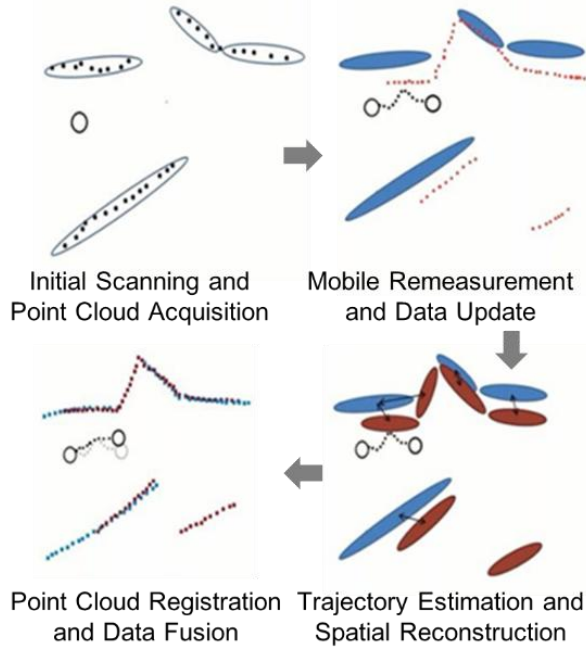 Initial Scanning and
Point Cloud Acquisition
Mobile Remeasurement
and Data Update
Point Cloud Registration
and Data Fusion
Trajectory Estimation and
Spatial Reconstruction